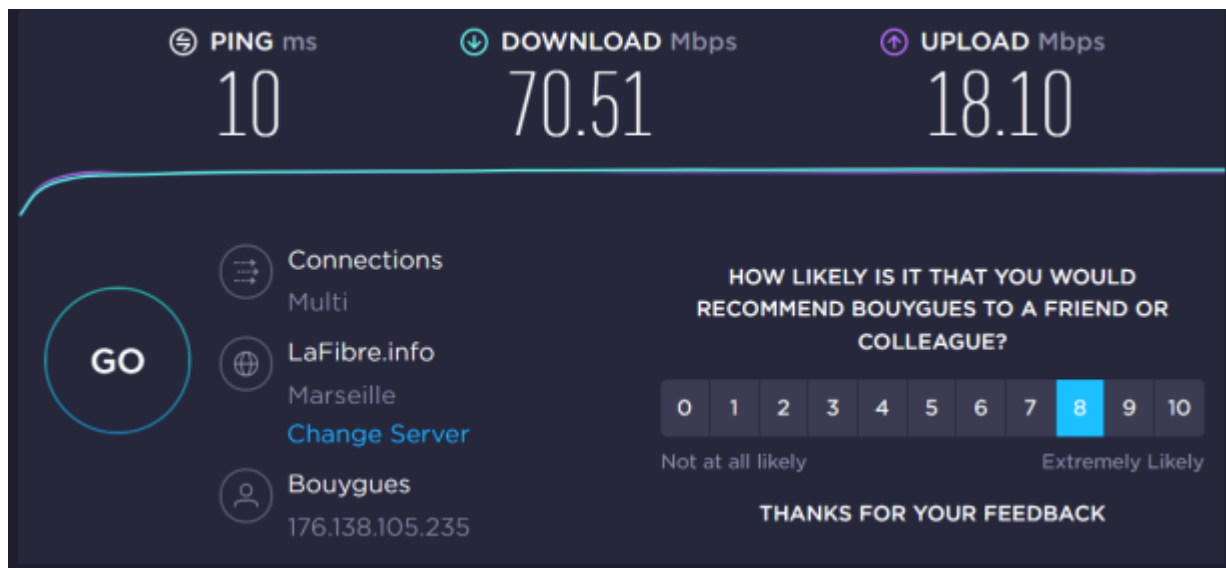 PING ms
10
DOWNLOAD Mbps
70.51
UPLOAD Mbps
18.10
GO
Connections
Multi
LaFibre.info
Marseille
Change Server
Bouygues
176.138.105.235
HOW LIKELY IS IT THAT YOU WOULD
RECOMMEND BOUYGUES TO A FRIEND OR
COLLEAGUE?
0 1 2 3 4 5 6 7 8 9 10
Not at all likely Extremely Likely
THANKS FOR YOUR FEEDBACK